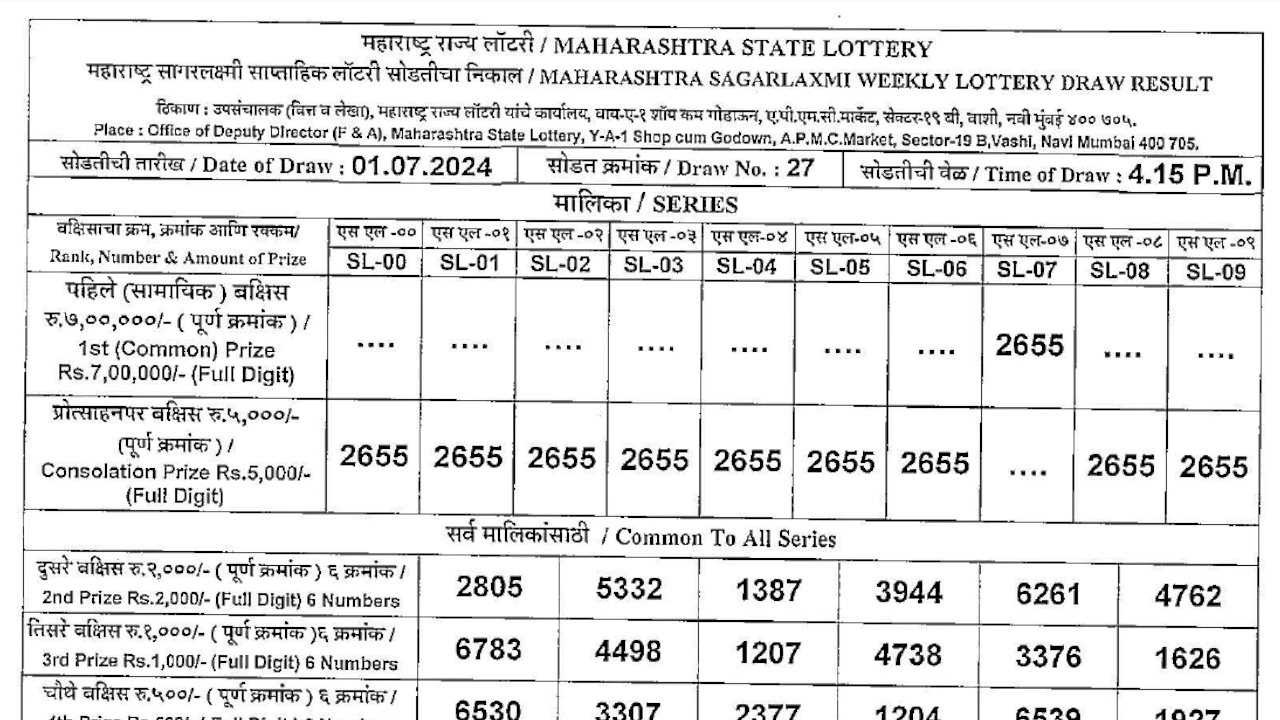 महाराष्ट्र राज्य लॉटरी / MAHARASHTRA STATE LOTTERY
महाराष्ट्र सागरलक्ष्मी साप्ताहिक लॉटरी सोडतीचा निकाल / MAHARASHTRA SAGARLAXMI WEEKLY LOTTERY DRAW RESULT
ठिकाण : उपसंचालक (वित्त व लेखा), महाराष्ट्र राज्य लॉटरी यांचे कार्यालय, वाय-ए-१ शॉप कम गोडाऊन, ए.पी.एम.सी.मार्केट, सेक्टर-१९ बी, वाशी, नवी मुंबई ४०० ७०५.
Place : Office of Deputy Director (F & A), Maharashtra State Lottery, Y-A-1 Shop cum Godown, A.P.M.C.Market, Sector-19 B,Vashi, Navi Mumbai 400 705.
सोडतीची तारीख / Date of Draw : 01.07.2024 सोडत क्रमांक / Draw No. : 27 सोडतीची वेळ / Time of Draw : 4.15 P.M.
मालिका / SERIES
बक्षिसाचा क्रम, क्रमांक आणि रक्कम/ एस एल -०० एस एल -०१ एस एल -०२ एस एल -०३ एस एल-०४ एस एल-०५ एस एल -०६ एस एल-०७ एस एल -०८ एस एल -०९
Rank, Number & Amount of Prize SL-00 SL-01 SL-02 SL-03 SL-04 SL-05 SL-06 SL-07 SL-08 SL-09
पहिले (सामायिक ) बक्षिस
रु.७,००,०००/- ( पूर्ण क्रमांक ) /
1st (Common) Prize .... .... .... .... .... .... .... 2655 .... ....
Rs.7,00,000/- (Full Digit)
प्रोत्साहनपर बक्षिस रु.५,०००/-
(पूर्ण क्रमांक ) /
Consolation Prize Rs.5,000/- 2655 2655 2655 2655 2655 2655 2655 .... 2655 2655
(Full Digit)
सर्व मालिकांसाठी / Common To All Series
दुसरे बक्षिस रु.२,०००/- ( पूर्ण क्रमांक ) ६ क्रमांक /
2nd Prize Rs.2,000/- (Full Digit) 6 Numbers 2805 5332 1387 3944 6261 4762
तिसरे बक्षिस रु.१,०००/- ( पूर्ण क्रमांक )६ क्रमांक /
3rd Prize Rs.1,000/- (Full Digit) 6 Numbers 6783 4498 1207 4738 3376 1626
चौथे बक्षिस रु.५००/- ( पूर्ण क्रमांक ) ६ क्रमांक /
6530 3307 2377 1204 6539 1927